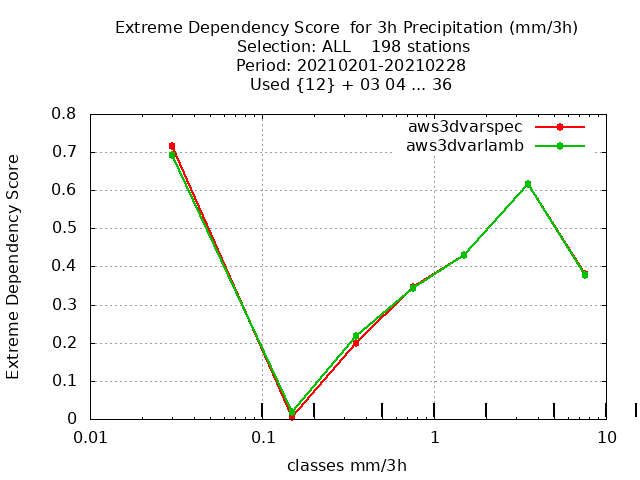 Extreme Dependency Score  for 3h Precipitation (mm/3h)
Selection: ALL    198 stations
Period: 20210201-20210228
Used {12} + 03 04 ... 36
aws3dvarspec
aws3dvarlamb
Extreme Dependency Score
0.8
0.7
0.6
0.5
0.4
0.3
0.2
0.1
0
0.01 0.1 1 10
classes mm/3h